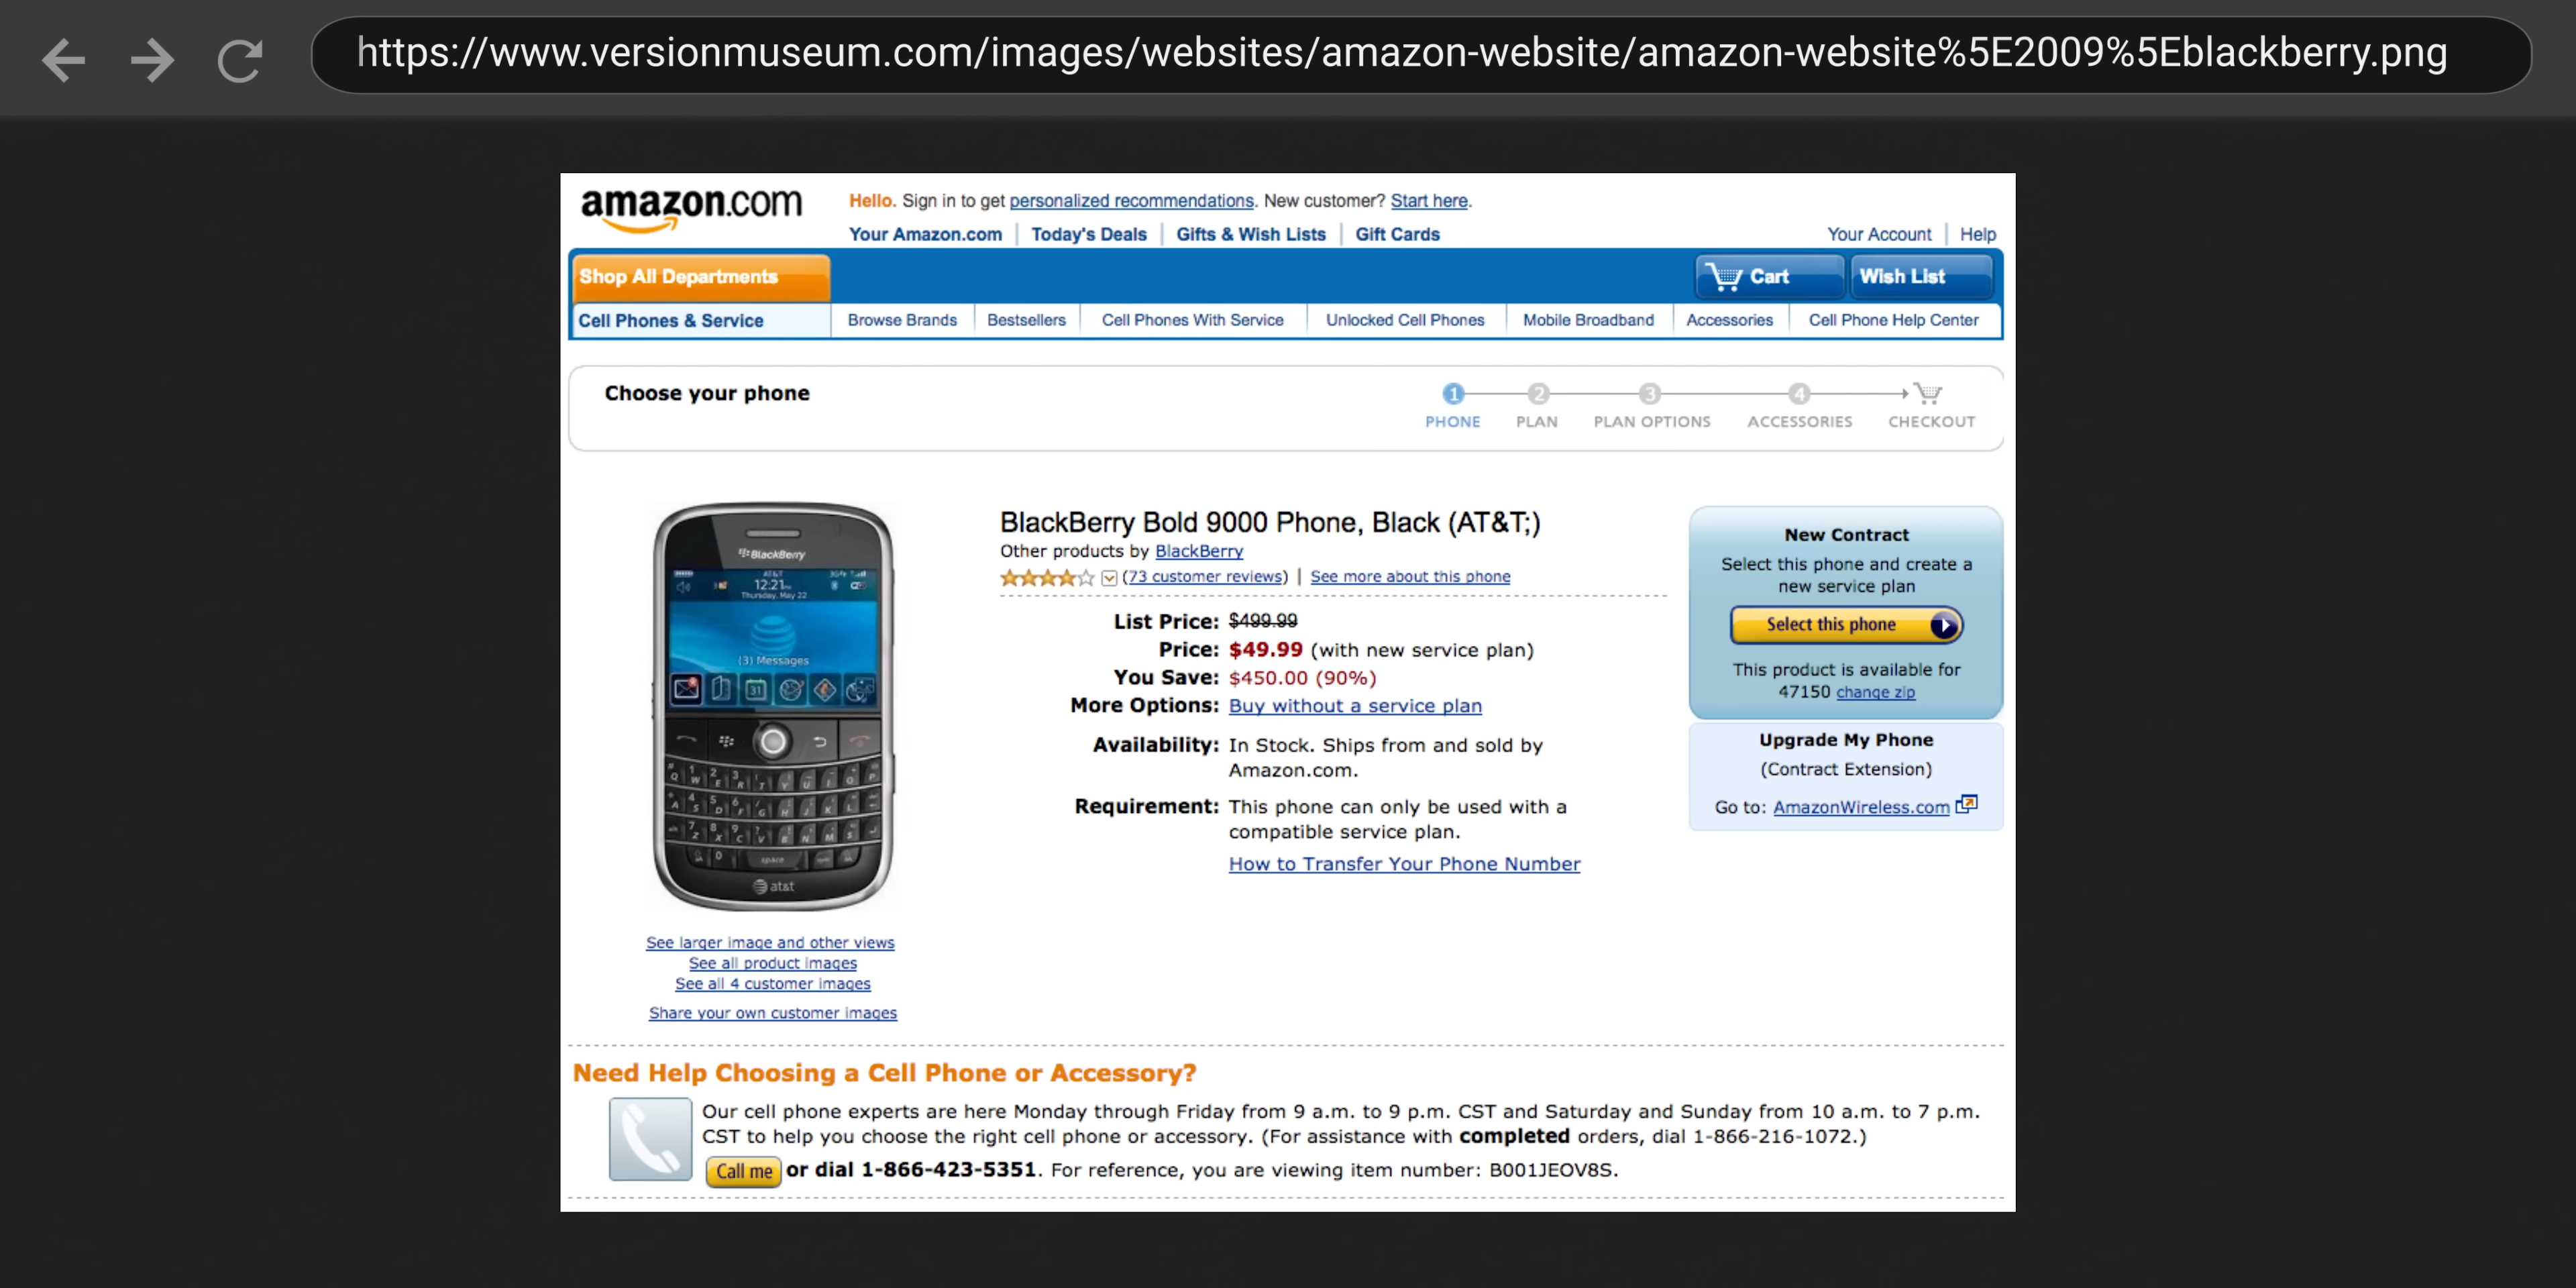 https://www.versionmuseum.com/images/websites/amazon-website/amazon-website%5E2009%5Eblackberry.png
amazon.com
Hello. Sign in to get personalized recommendations. New customer? Start here.
Your Amazon.com | Today's Deals | Gifts & Wish Lists | Gift Cards
Your Account | Help
Shop All Departments
Cart
Wish List
Cell Phones & Service
Browse Brands
Bestsellers
Cell Phones With Service
Unlocked Cell Phones
Mobile Broadband
Accessories
Cell Phone Help Center
Choose your phone
1 2 3 4
PHONE PLAN PLAN OPTIONS ACCESSORIES CHECKOUT
BlackBerry
AT&T
12:21
Thursday, May 22
(3) Messages
31
space
at&t
See larger image and other views
See all product images
See all 4 customer images
Share your own customer images
BlackBerry Bold 9000 Phone, Black (AT&T;)
Other products by BlackBerry
(73 customer reviews) | See more about this phone
List Price: $499.99
Price: $49.99 (with new service plan)
You Save: $450.00 (90%)
More Options: Buy without a service plan
Availability: In Stock. Ships from and sold by
Amazon.com.
Requirement: This phone can only be used with a
compatible service plan.
How to Transfer Your Phone Number
New Contract
Select this phone and create a
new service plan
Select this phone
This product is available for
47150 change zip
Upgrade My Phone
(Contract Extension)
Go to: AmazonWireless.com
Need Help Choosing a Cell Phone or Accessory?
Our cell phone experts are here Monday through Friday from 9 a.m. to 9 p.m. CST and Saturday and Sunday from 10 a.m. to 7 p.m.
CST to help you choose the right cell phone or accessory. (For assistance with completed orders, dial 1-866-216-1072.)
Call me or dial 1-866-423-5351. For reference, you are viewing item number: B001JEOV8S.